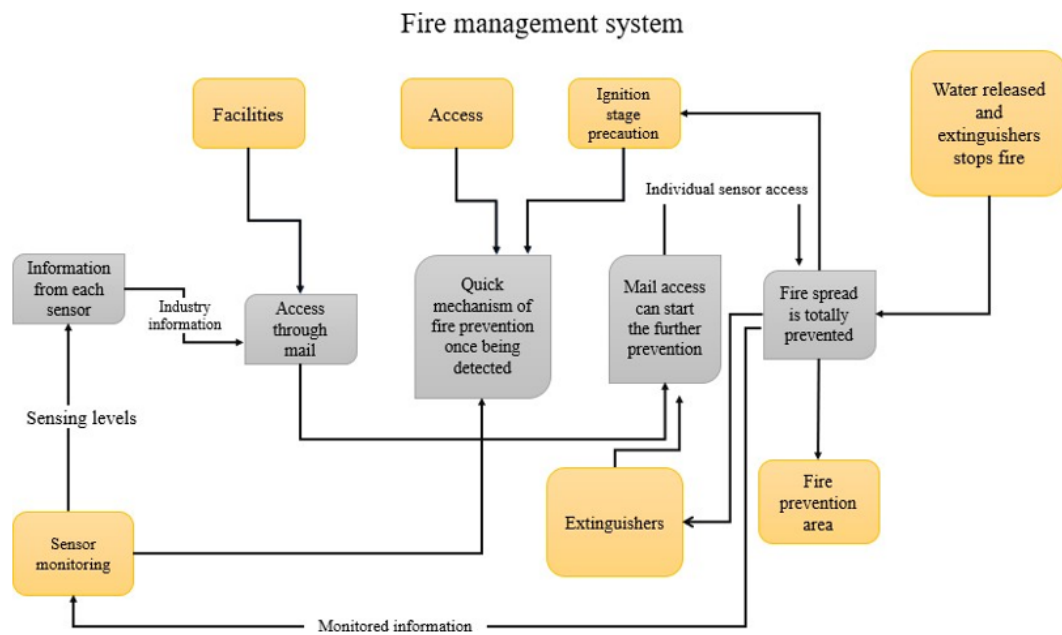 Fire management system
Facilities
Access
Ignition
stage
precaution
Water released
and
extinguishers
stops fire
Individual sensor access
Information
from each
sensor
Industry
information
Access
through
mail
Quick
mechanism of
fire prevention
once being
detected
Mail access
can start
the further
prevention
Fire spread
is totally
prevented
Sensing levels
Sensor
monitoring
Extinguishers
Fire
prevention
area
Monitored information